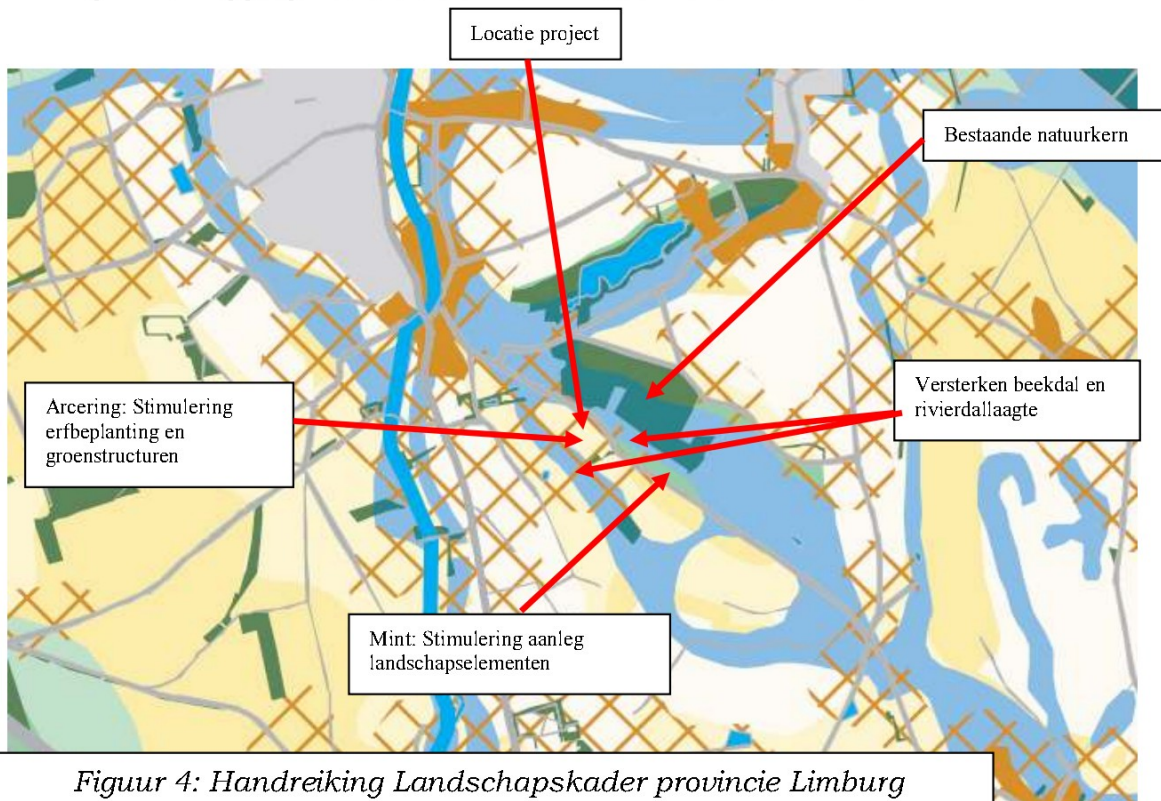 Locatie project
Bestaande natuurkern
Arcering: Stimulering
erfbeplanting en
groenstructuren
Versterken beekdal en
rivierdallaagte
Mint: Stimulering aanleg
landschapselementen
Figuur 4: Handreiking Landschapskader provincie Limburg